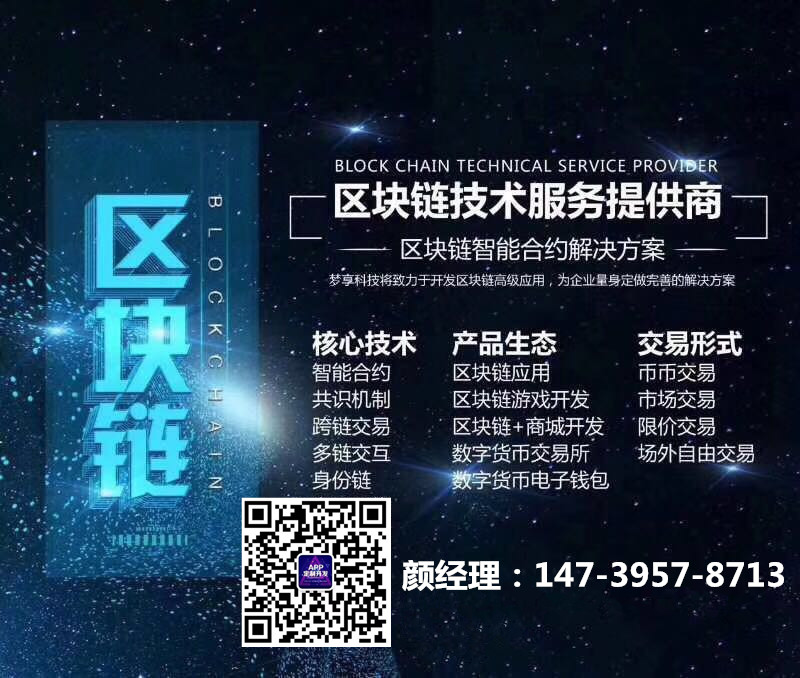 区块链
BLOCKCHAIN
BLOCK CHAIN TECHNICAL SERVICE PROVIDER
区块链技术服务提供商
区块链智能合约解决方案
梦享科技将致力于开发区块链高级应用，为企业量身定做完善的解决方案
核心技术
智能合约
共识机制
跨链交易
多链交互
身份链
产品生态
区块链应用
区块链游戏开发
区块链+商城开发
数字货币交易所
数字货币电子钱包
交易形式
币币交易
市场交易
限价交易
场外自由交易
APP
定制开发
颜经理：147-3957-8713